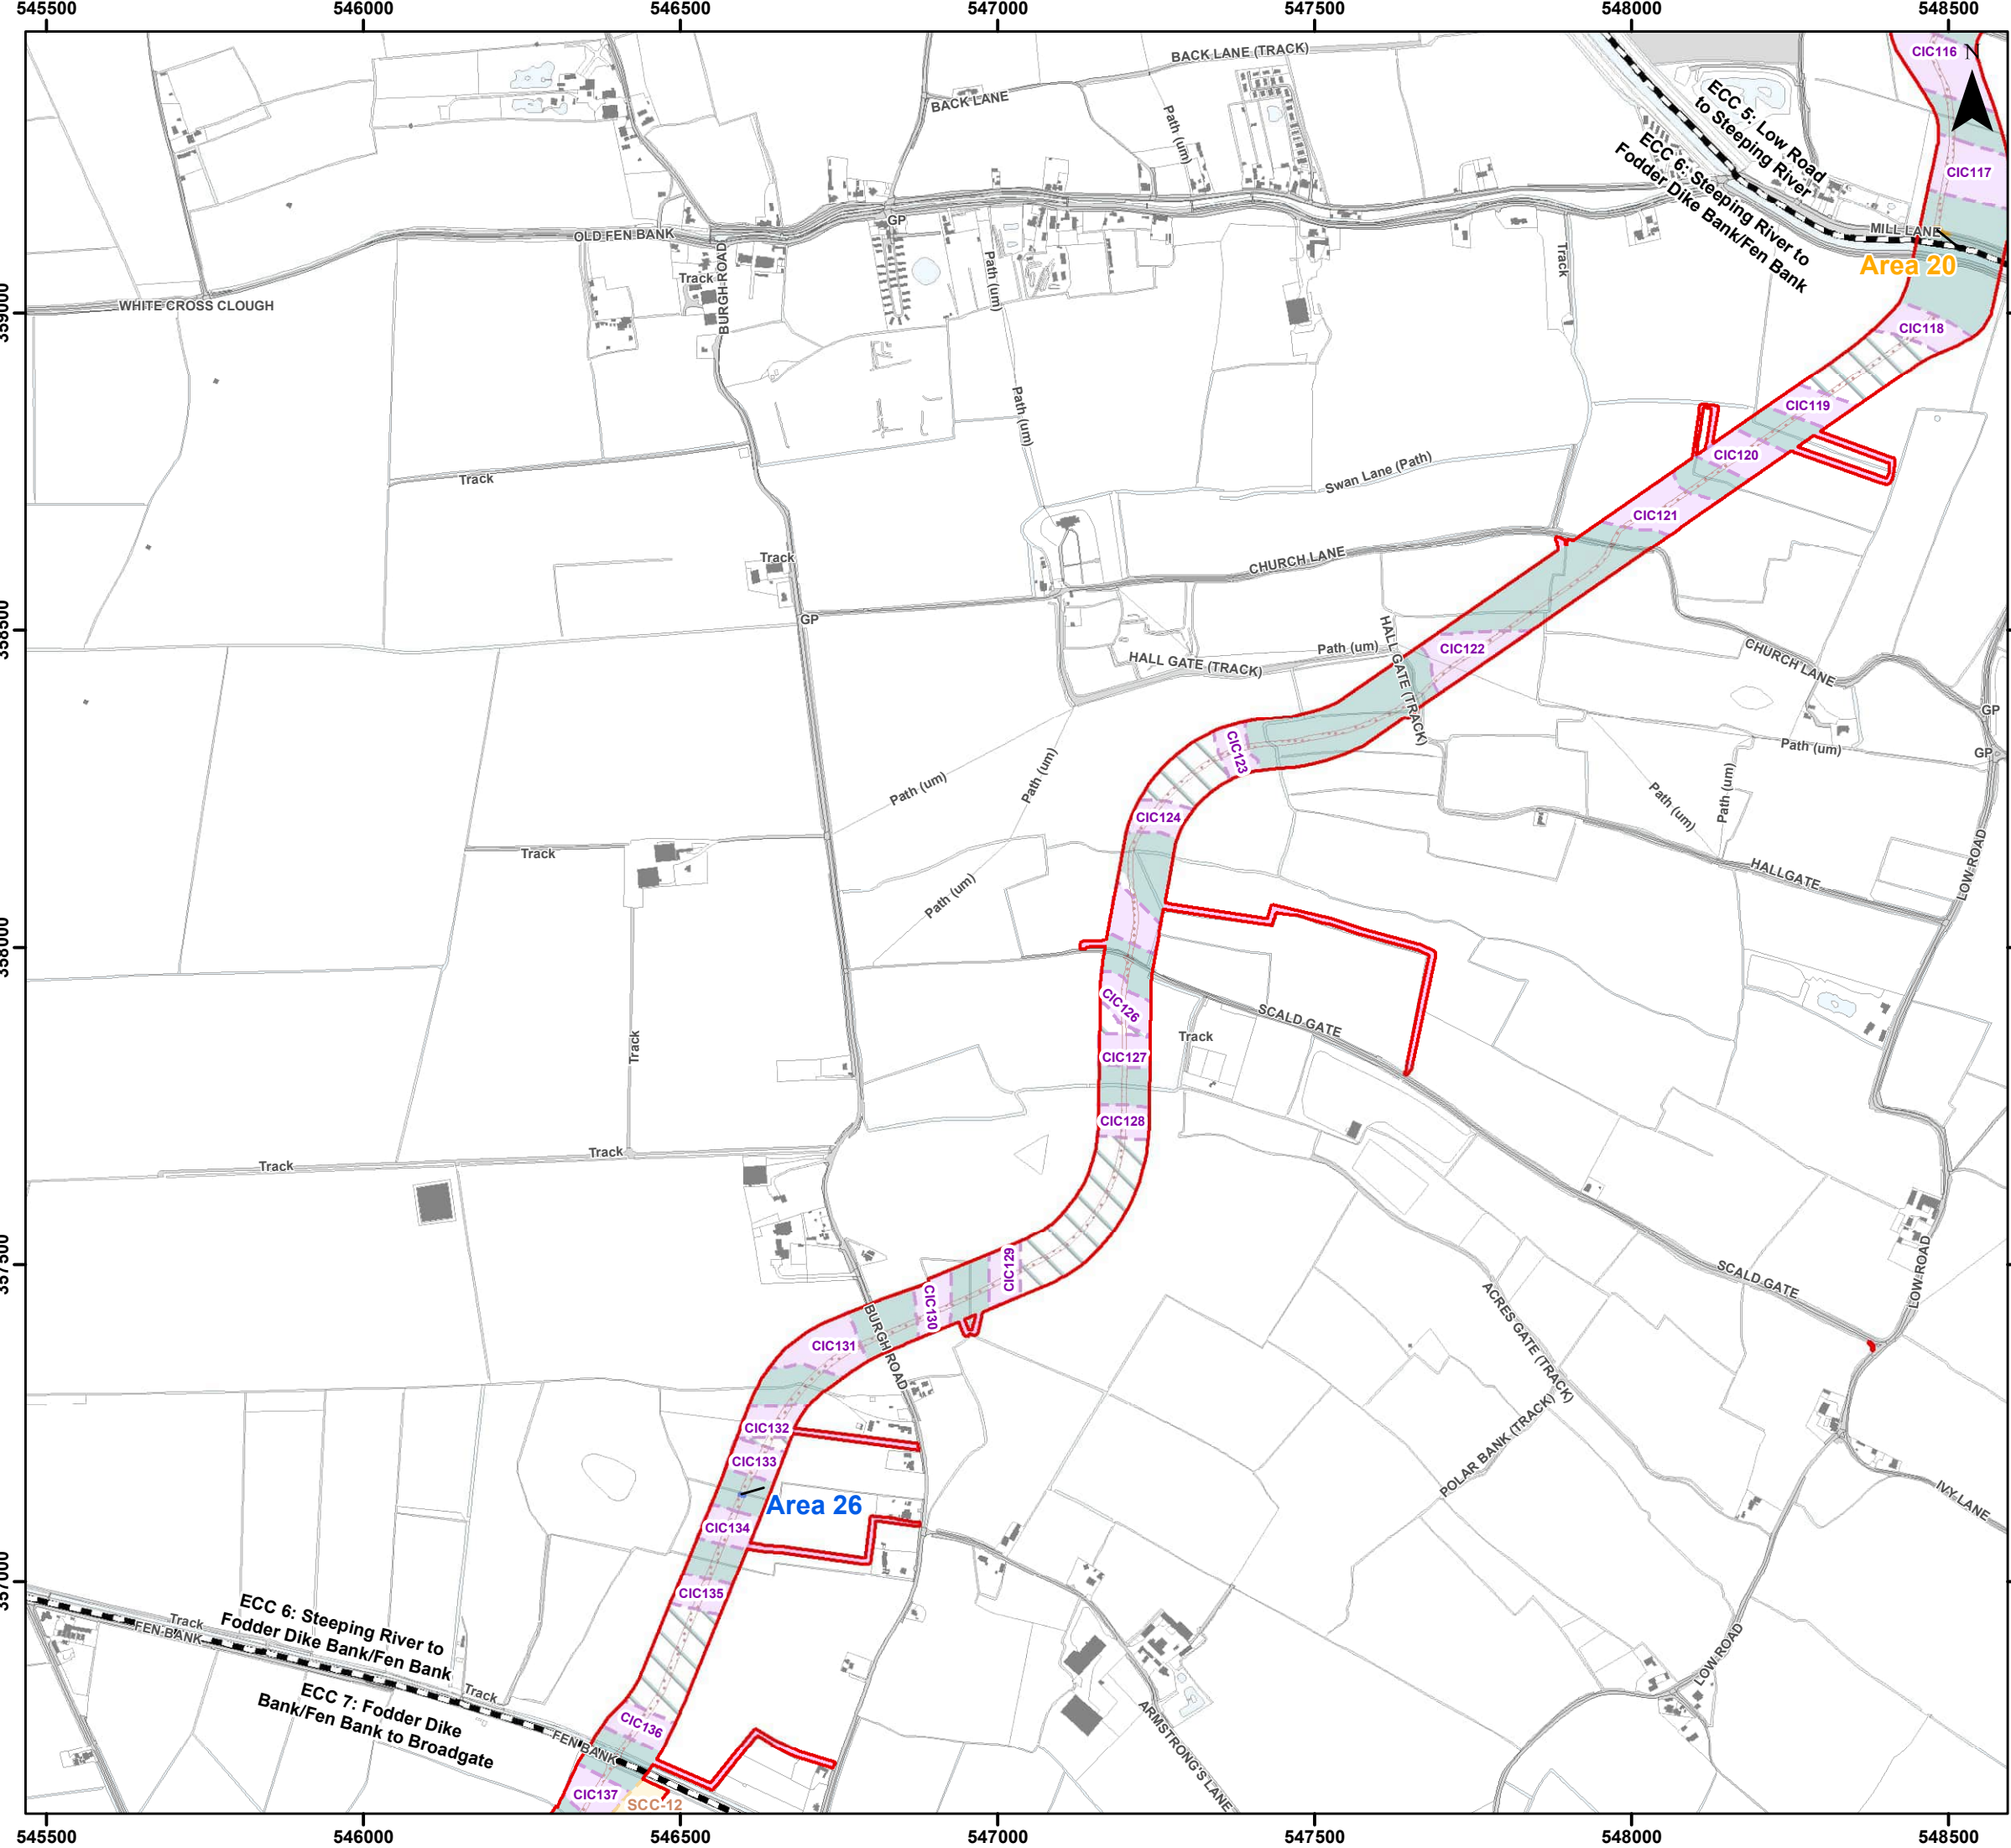 545500
546000
546500
547000
547500
548000
548500
CIC116
N
BACK LANE (TRACK)
BACK LANE
Path (um)
ECC 5: Low Road
to Steeping River
ECC 6: Steeping River to
Fodder Dike Bank/Fen Bank
CIC117
MILL LANE
Area 20
OLD FEN BANK
GP
BURGH ROAD
Track
Path (um)
Track
WHITE CROSS CLOUGH
359000
CIC118
Path (um)
CIC119
CIC120
Swan Lane (Path)
Track
CIC121
CHURCH LANE
Track
GP
358500
HALL GATE (TRACK)
Path (um)
HALL GATE (TRACK)
CIC122
CHURCH LANE
GP
GP
Path (um)
CIC123
Path (um)
Path (um)
Path (um)
Path (um)
CIC124
Track
HALLGATE
LOW ROAD
Path (um)
358000
CIC126
SCALD GATE
Track
Track
CIC127
CIC128
Track
Track
357500
CIC129
CIC130
SCALD GATE
LOW ROAD
BURGH ROAD
CIC131
ACRES GATE (TRACK)
CIC132
POLAR BANK (TRACK)
CIC133
Area 26
CIC134
IVY LANE
357000
CIC135
ECC 6: Steeping River to
Fodder Dike Bank/Fen Bank
Track
FEN BANK
LOW ROAD
ECC 7: Fodder Dike
Bank/Fen Bank to Broadgate
Track
CIC136
FEN BANK
ARMSTRONG'S LANE
CIC137
SCC-12
545500
546000
546500
547000
547500
548000
548500